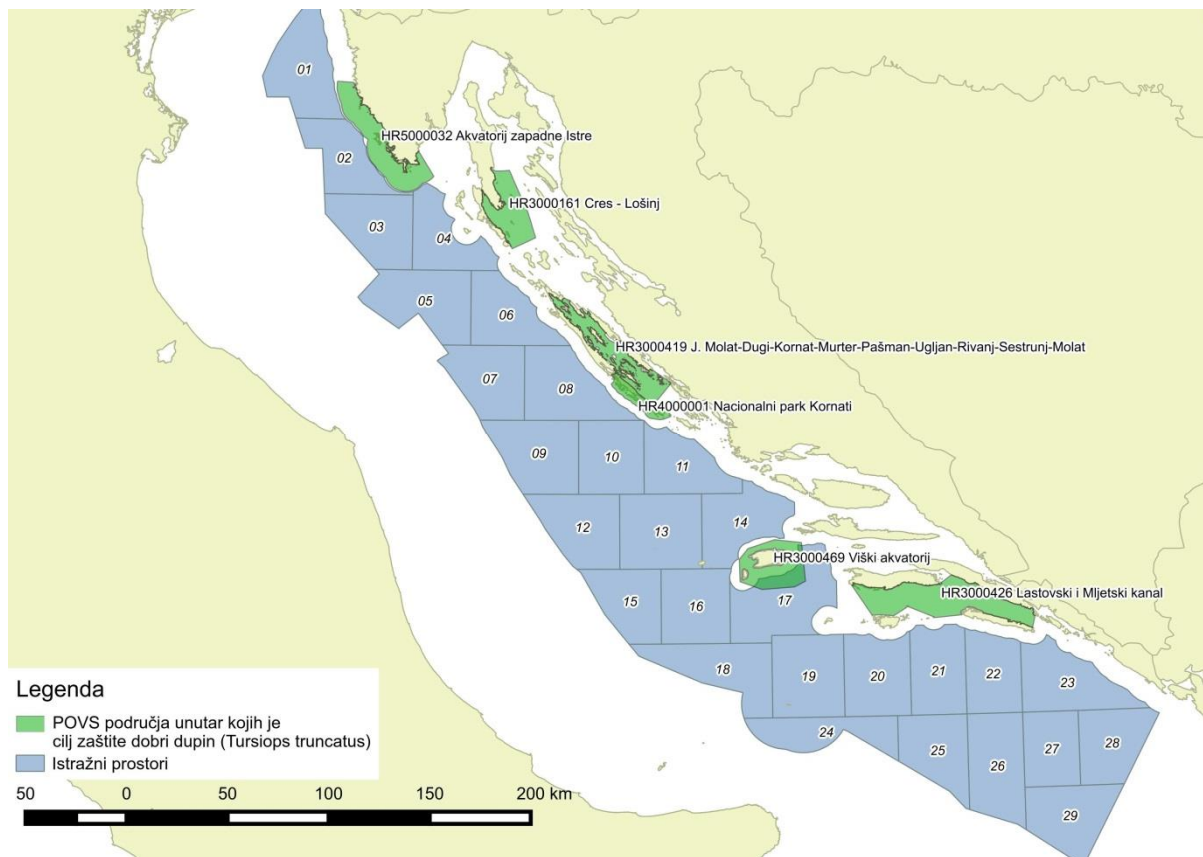 01
HR5000032 Akvatorij zapadne Istre
02
HR3000161 Cres - Lošinj
03
04
05
06
HR3000419 J. Molat-Dugi-Kornat-Murter-Pašman-Ugljan-Rivanj-Sestrunj-Molat
07
08
HR4000001 Nacionalni park Kornati
09
10
11
12
13
14
HR3000469 Viški akvatorij
HR3000426 Lastovski i Mljetski kanal
15
16
17
18
19
20
21
22
23
24
25
26
27
28
29
Legenda
POVS područja unutar kojih je
cilj zaštite dobri dupin (Tursiops truncatus)
Istražni prostori
50 0 50 100 150 200 km